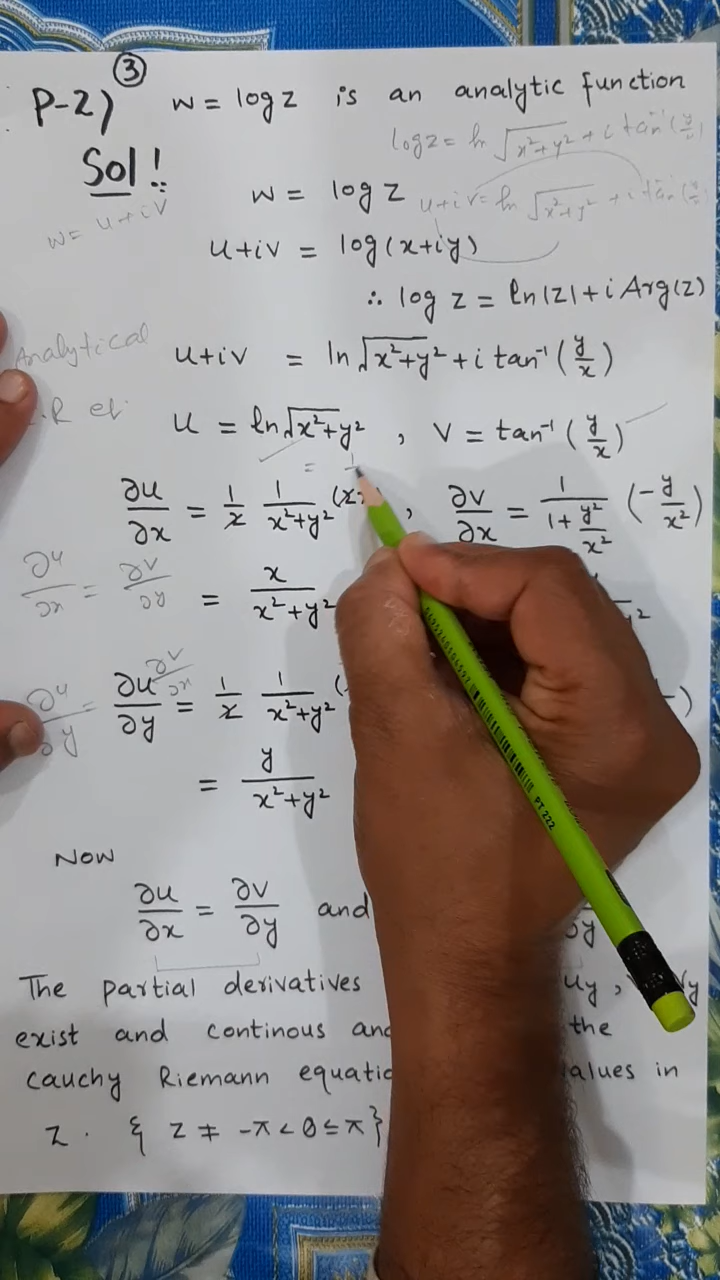 ③
P-2) w = log z is an analytic function
log z = ln √x²+y² + i tan⁻¹(y/x)
Sol!
w = log z
u+iv = ln √x²+y² + i tan⁻¹(y/x)
w = u+iv
u+iv = log(x+iy)
∴ log z = ln|z| + i Arg(z)
Analytical
u+iv = ln √x²+y² + i tan⁻¹(y/x)
u = ln √x²+y² , v = tan⁻¹(y/x)
∂u/∂x = 1/2 1/x²+y² , ∂v/∂x = 1/1+y²/x² (-y/x²)
∂u/∂x = ∂v/∂y
= x/x²+y²
∂u/∂y = ∂v/∂x
∂u/∂y = 1/2 1/x²+y²
= y/x²+y²
Now
∂u/∂x = ∂v/∂y and
The partial derivatives uy,
exist and continous the
cauchy Riemann in
z. { z ≠ -π < θ ≤ π}
PT 222